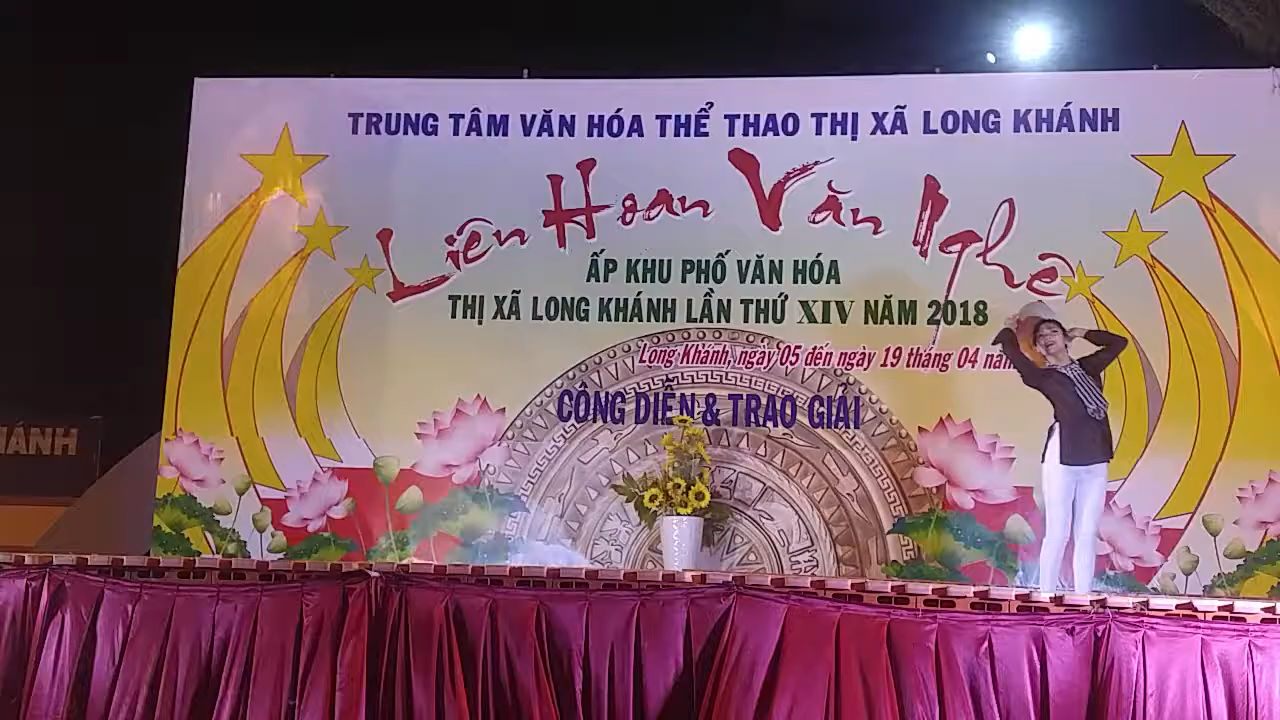 TRUNG TÂM VĂN HÓA THỂ THAO THỊ XÃ LONG KHÁNH
Liên Hoan Văn Nghệ
ẤP KHU PHỐ VĂN HÓA
THỊ XÃ LONG KHÁNH LẦN THỨ XIV NĂM 2018
Long Khánh, ngày 05 đến ngày 19 tháng 04 năm
CÔNG DIỄN & TRAO GIẢI
HÁNH